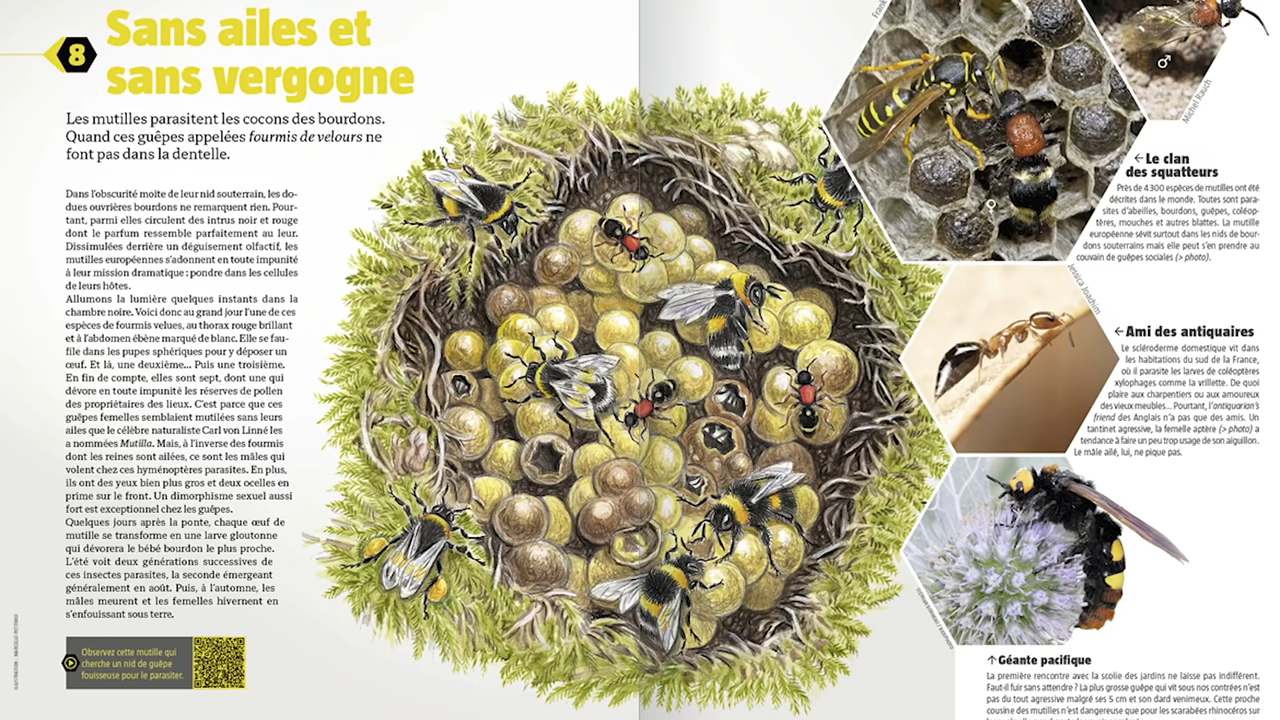 8
Sans ailes et
sans vergogne
Les mutilles parasitent les cocons des bourdons.
Quand ces guêpes appelées fourmis de velours ne
font pas dans la dentelle.
Dans l'obscurité moite de leur nid souterrain, les do-
dues ouvrières bourdons ne remarquent rien. Pour-
tant, parmi elles circulent des intrus noir et rouge
dont le parfum ressemble parfaitement au leur.
Dissimulées derrière un déguisement olfactif, les
mutilles européennes s'adonnent en toute impunité
à leur mission dramatique : pondre dans les cellules
de leurs hôtes.
Allumons la lumière quelques instants dans la
chambre noire. Voici donc au grand jour l'une de ces
espèces de fourmis velues, au thorax rouge brillant
et à l'abdomen ébène marqué de blanc. Elle se fau-
file dans les pupes sphériques pour y déposer un
œuf. Et là, une deuxième... Puis une troisième.
En fin de compte, elles sont sept, dont une qui
dévore en toute impunité les réserves de pollen
des propriétaires des lieux. C'est parce que ces
guêpes femelles semblaient mutilées sans leurs
ailes que le célèbre naturaliste Carl von Linné les
a nommées Mutilla. Mais, à l'inverse des fourmis
dont les reines sont ailées, ce sont les mâles qui
volent chez ces hyménoptères parasites. En plus,
ils ont des yeux bien plus gros et deux ocelles en
prime sur le front. Un dimorphisme sexuel aussi
fort est exceptionnel chez les guêpes.
Quelques jours après la ponte, chaque œuf de
mutille se transforme en une larve gloutonne
qui dévorera le bébé bourdon le plus proche.
L'été voit deux générations successives de
ces insectes parasites, la seconde émergeant
généralement en août. Puis, à l'automne, les
mâles meurent et les femelles hivernent en
s'enfouissant sous terre.
Observez cette mutille qui
cherche un nid de guêpe
fouisseuse pour le parasiter.
Frank
♂
♀
Michel Rauch
← Le clan
des squatteurs
Près de 4 300 espèces de mutilles ont été
décrites dans le monde. Toutes sont para-
sites d'abeilles, bourdons, guêpes, coléop-
tères, mouches et autres blattes. La mutille
européenne sévit surtout dans les nids de bour-
dons souterrains mais elle peut s'en prendre au
couvain de guêpes sociales (> photo).
Jessica Joachim
← Ami des antiquaires
Le scléroderme domestique vit dans
les habitations du sud de la France,
où il parasite les larves de coléoptères
xylophages comme la vrillette. De quoi
plaire aux charpentiers ou aux amoureux
des vieux meubles... Pourtant, l'antiquarian's
friend des Anglais n'a pas que des amis. Un
tantinet agressive, la femelle aptère (> photo) a
tendance à faire un peu trop usage de son aiguillon.
Le mâle ailé, lui, ne pique pas.
↑ Géante pacifique
La première rencontre avec la scolie des jardins ne laisse pas indifférent.
Faut-il fuir sans attendre ? La plus grosse guêpe qui vit sous nos contrées n'est
pas du tout agressive malgré ses 5 cm et son dard venimeux. Cette proche
cousine des mutilles n'est dangereuse que pour les scarabées rhinocéros sur